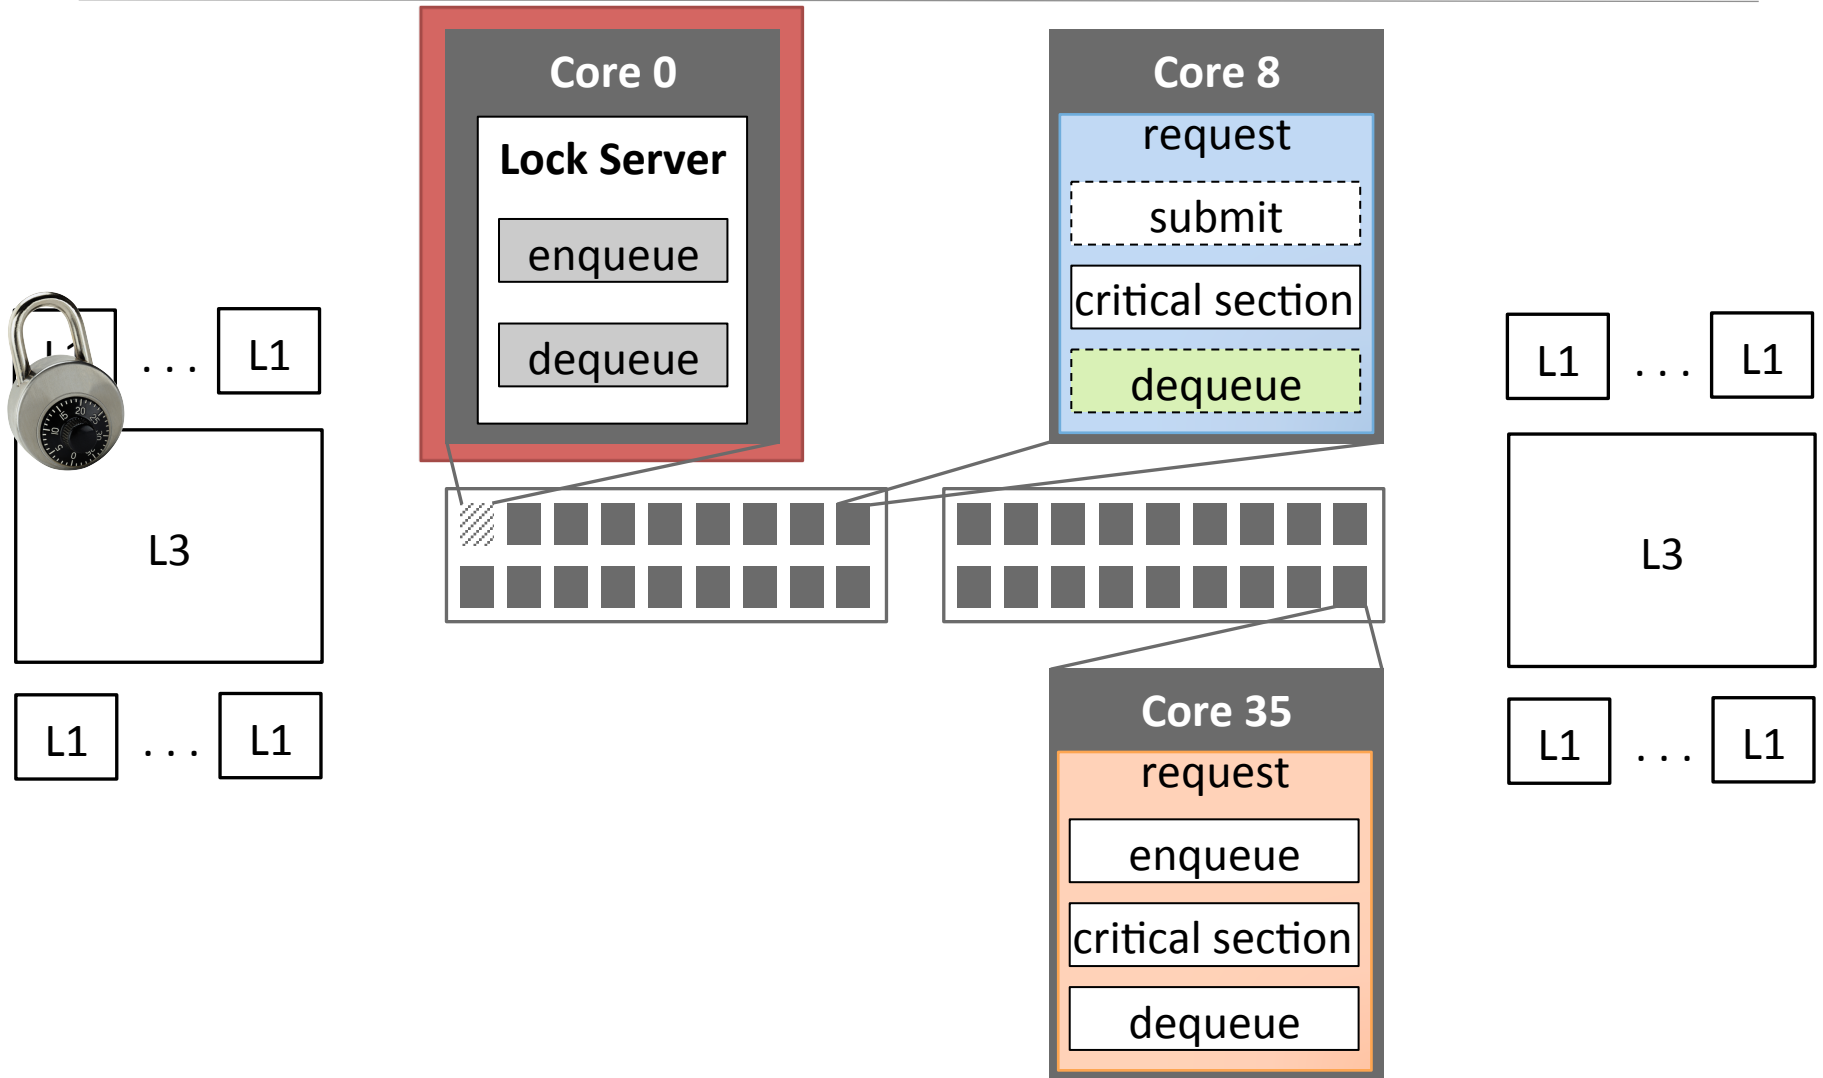 Core 0
Lock Server
enqueue
dequeue
Core 8
request
submit
critical section
dequeue
. . . L1
L3
L1 . . . L1
L1 . . . L1
L3
L1 . . . L1
Core 35
request
enqueue
critical section
dequeue